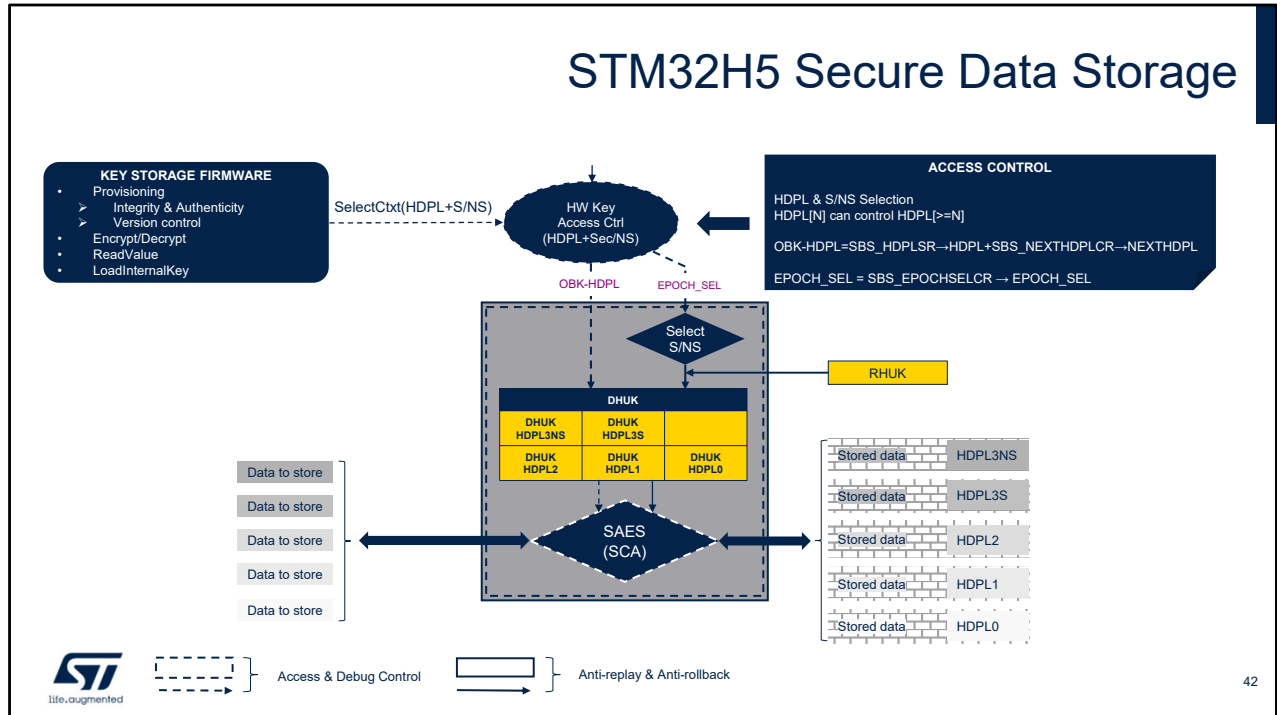 STM32H5 Secure Data Storage
KEY STORAGE FIRMWARE
• Provisioning
➢ Integrity & Authenticity
➢ Version control
• Encrypt/Decrypt
• ReadValue
• LoadInternalKey
SelectCtxt(HDPL+S/NS)
HW Key
Access Ctrl
(HDPL+Sec/NS)
ACCESS CONTROL
HDPL & S/NS Selection
HDPL[N] can control HDPL[>=N]
OBK-HDPL=SBS_HDPLSR→HDPL+SBS_NEXTHDPLCR→NEXTHDPL
EPOCH_SEL = SBS_EPOCHSELCR → EPOCH_SEL
OBK-HDPL
EPOCH_SEL
Select
S/NS
RHUK
DHUK
DHUK
HDPL3NS
DHUK
HDPL3S
DHUK
HDPL2
DHUK
HDPL1
DHUK
HDPL0
SAES
(SCA)
Data to store
Data to store
Data to store
Data to store
Data to store
Stored data HDPL3NS
Stored data HDPL3S
Stored data HDPL2
Stored data HDPL1
Stored data HDPL0
ST
life.augmented
Access & Debug Control
Anti-replay & Anti-rollback
42